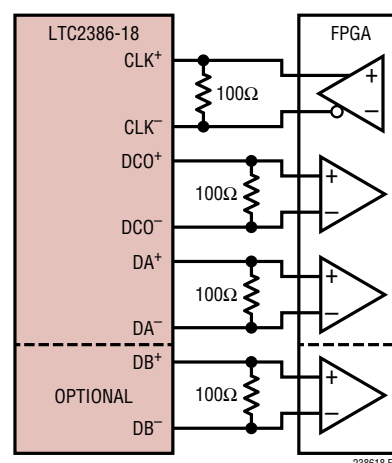 LTC2386-18
FPGA
CLK+
100Ω
+
CLK–
–
DCO+
+
100Ω
DCO–
–
DA+
+
100Ω
DA–
–
DB+
+
OPTIONAL
100Ω
DB–
–